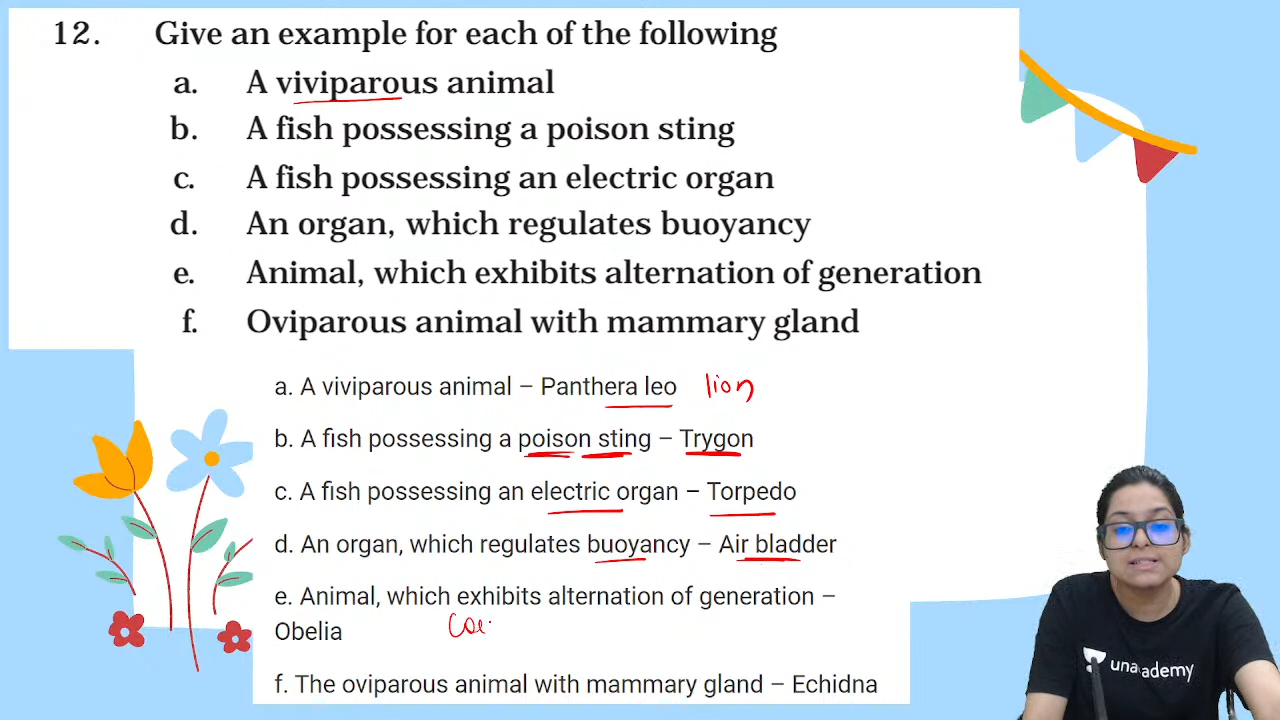 12. Give an example for each of the following
a. A viviparous animal
b. A fish possessing a poison sting
c. A fish possessing an electric organ
d. An organ, which regulates buoyancy
e. Animal, which exhibits alternation of generation
f. Oviparous animal with mammary gland
a. A viviparous animal – Panthera leo lion
b. A fish possessing a poison sting – Trygon
c. A fish possessing an electric organ – Torpedo
d. An organ, which regulates buoyancy – Air bladder
e. Animal, which exhibits alternation of generation –
Obelia
f. The oviparous animal with mammary gland – Echidna